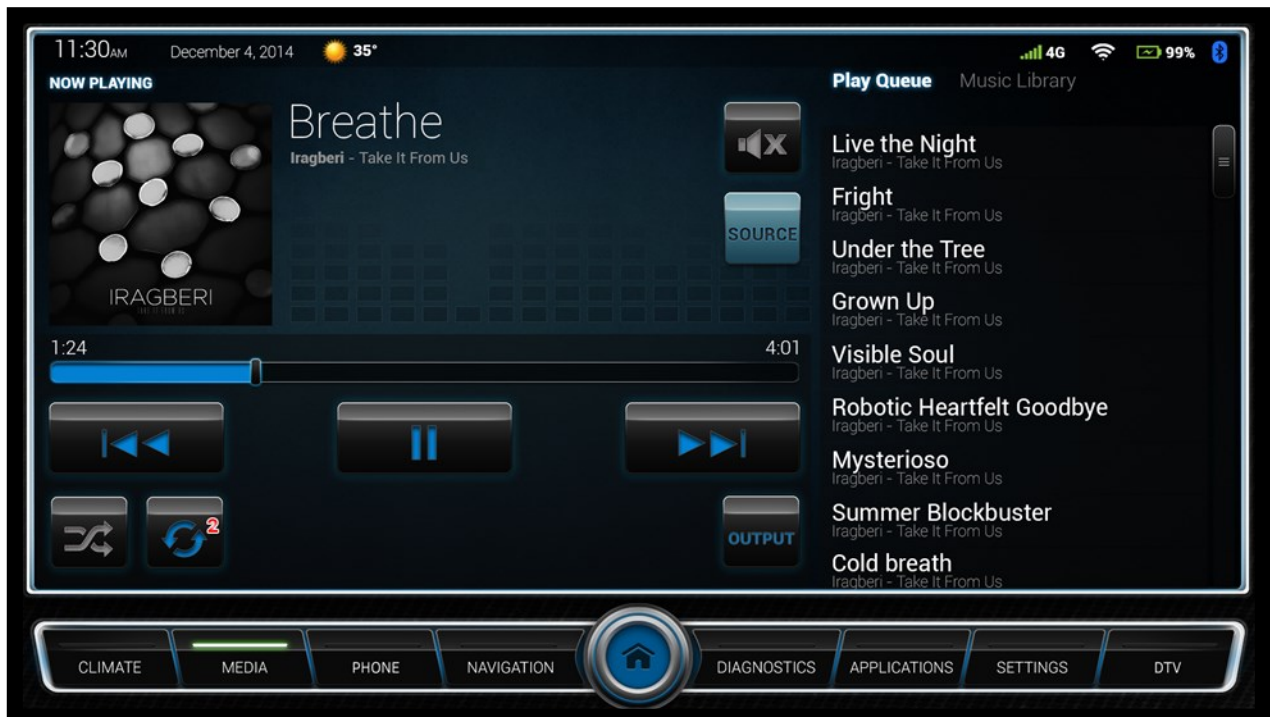 11:30AM December 4, 2014 35° 4G 99%
NOW PLAYING
Breathe
Iragberi - Take It From Us
IRAGBERI
TAKE IT FROM US
SOURCE
1:24 4:01
2
OUTPUT
Play Queue Music Library
Live the Night
Iragberi - Take It From Us
Fright
Iragberi - Take It From Us
Under the Tree
Iragberi - Take It From Us
Grown Up
Iragberi - Take It From Us
Visible Soul
Iragberi - Take It From Us
Robotic Heartfelt Goodbye
Iragberi - Take It From Us
Mysterioso
Iragberi - Take It From Us
Summer Blockbuster
Iragberi - Take It From Us
Cold breath
Iragberi - Take It From Us
CLIMATE MEDIA PHONE NAVIGATION DIAGNOSTICS APPLICATIONS SETTINGS DTV